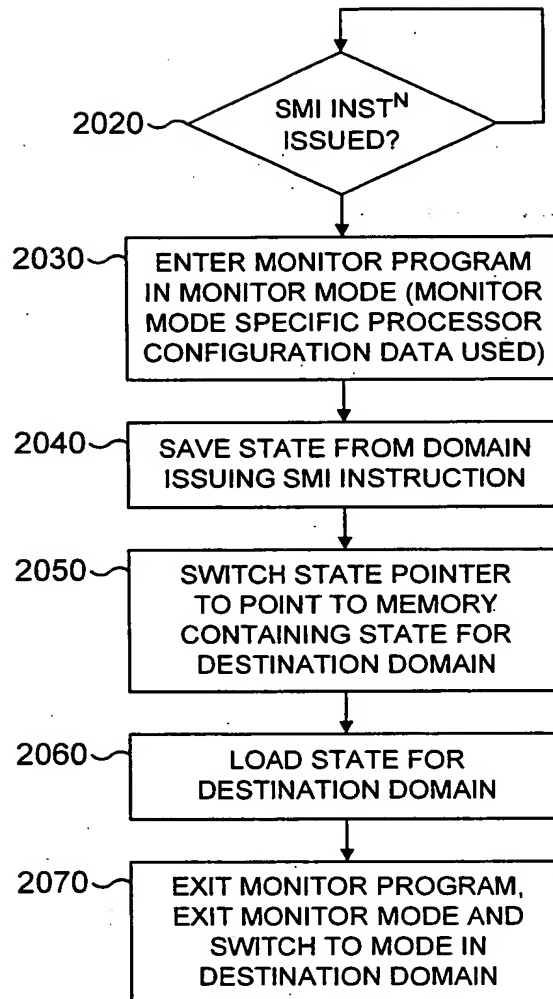 2020
SMI INSTᴺ
ISSUED?
2030
ENTER MONITOR PROGRAM
IN MONITOR MODE (MONITOR
MODE SPECIFIC PROCESSOR
CONFIGURATION DATA USED)
2040
SAVE STATE FROM DOMAIN
ISSUING SMI INSTRUCTION
2050
SWITCH STATE POINTER
TO POINT TO MEMORY
CONTAINING STATE FOR
DESTINATION DOMAIN
2060
LOAD STATE FOR
DESTINATION DOMAIN
2070
EXIT MONITOR PROGRAM,
EXIT MONITOR MODE AND
SWITCH TO MODE IN
DESTINATION DOMAIN